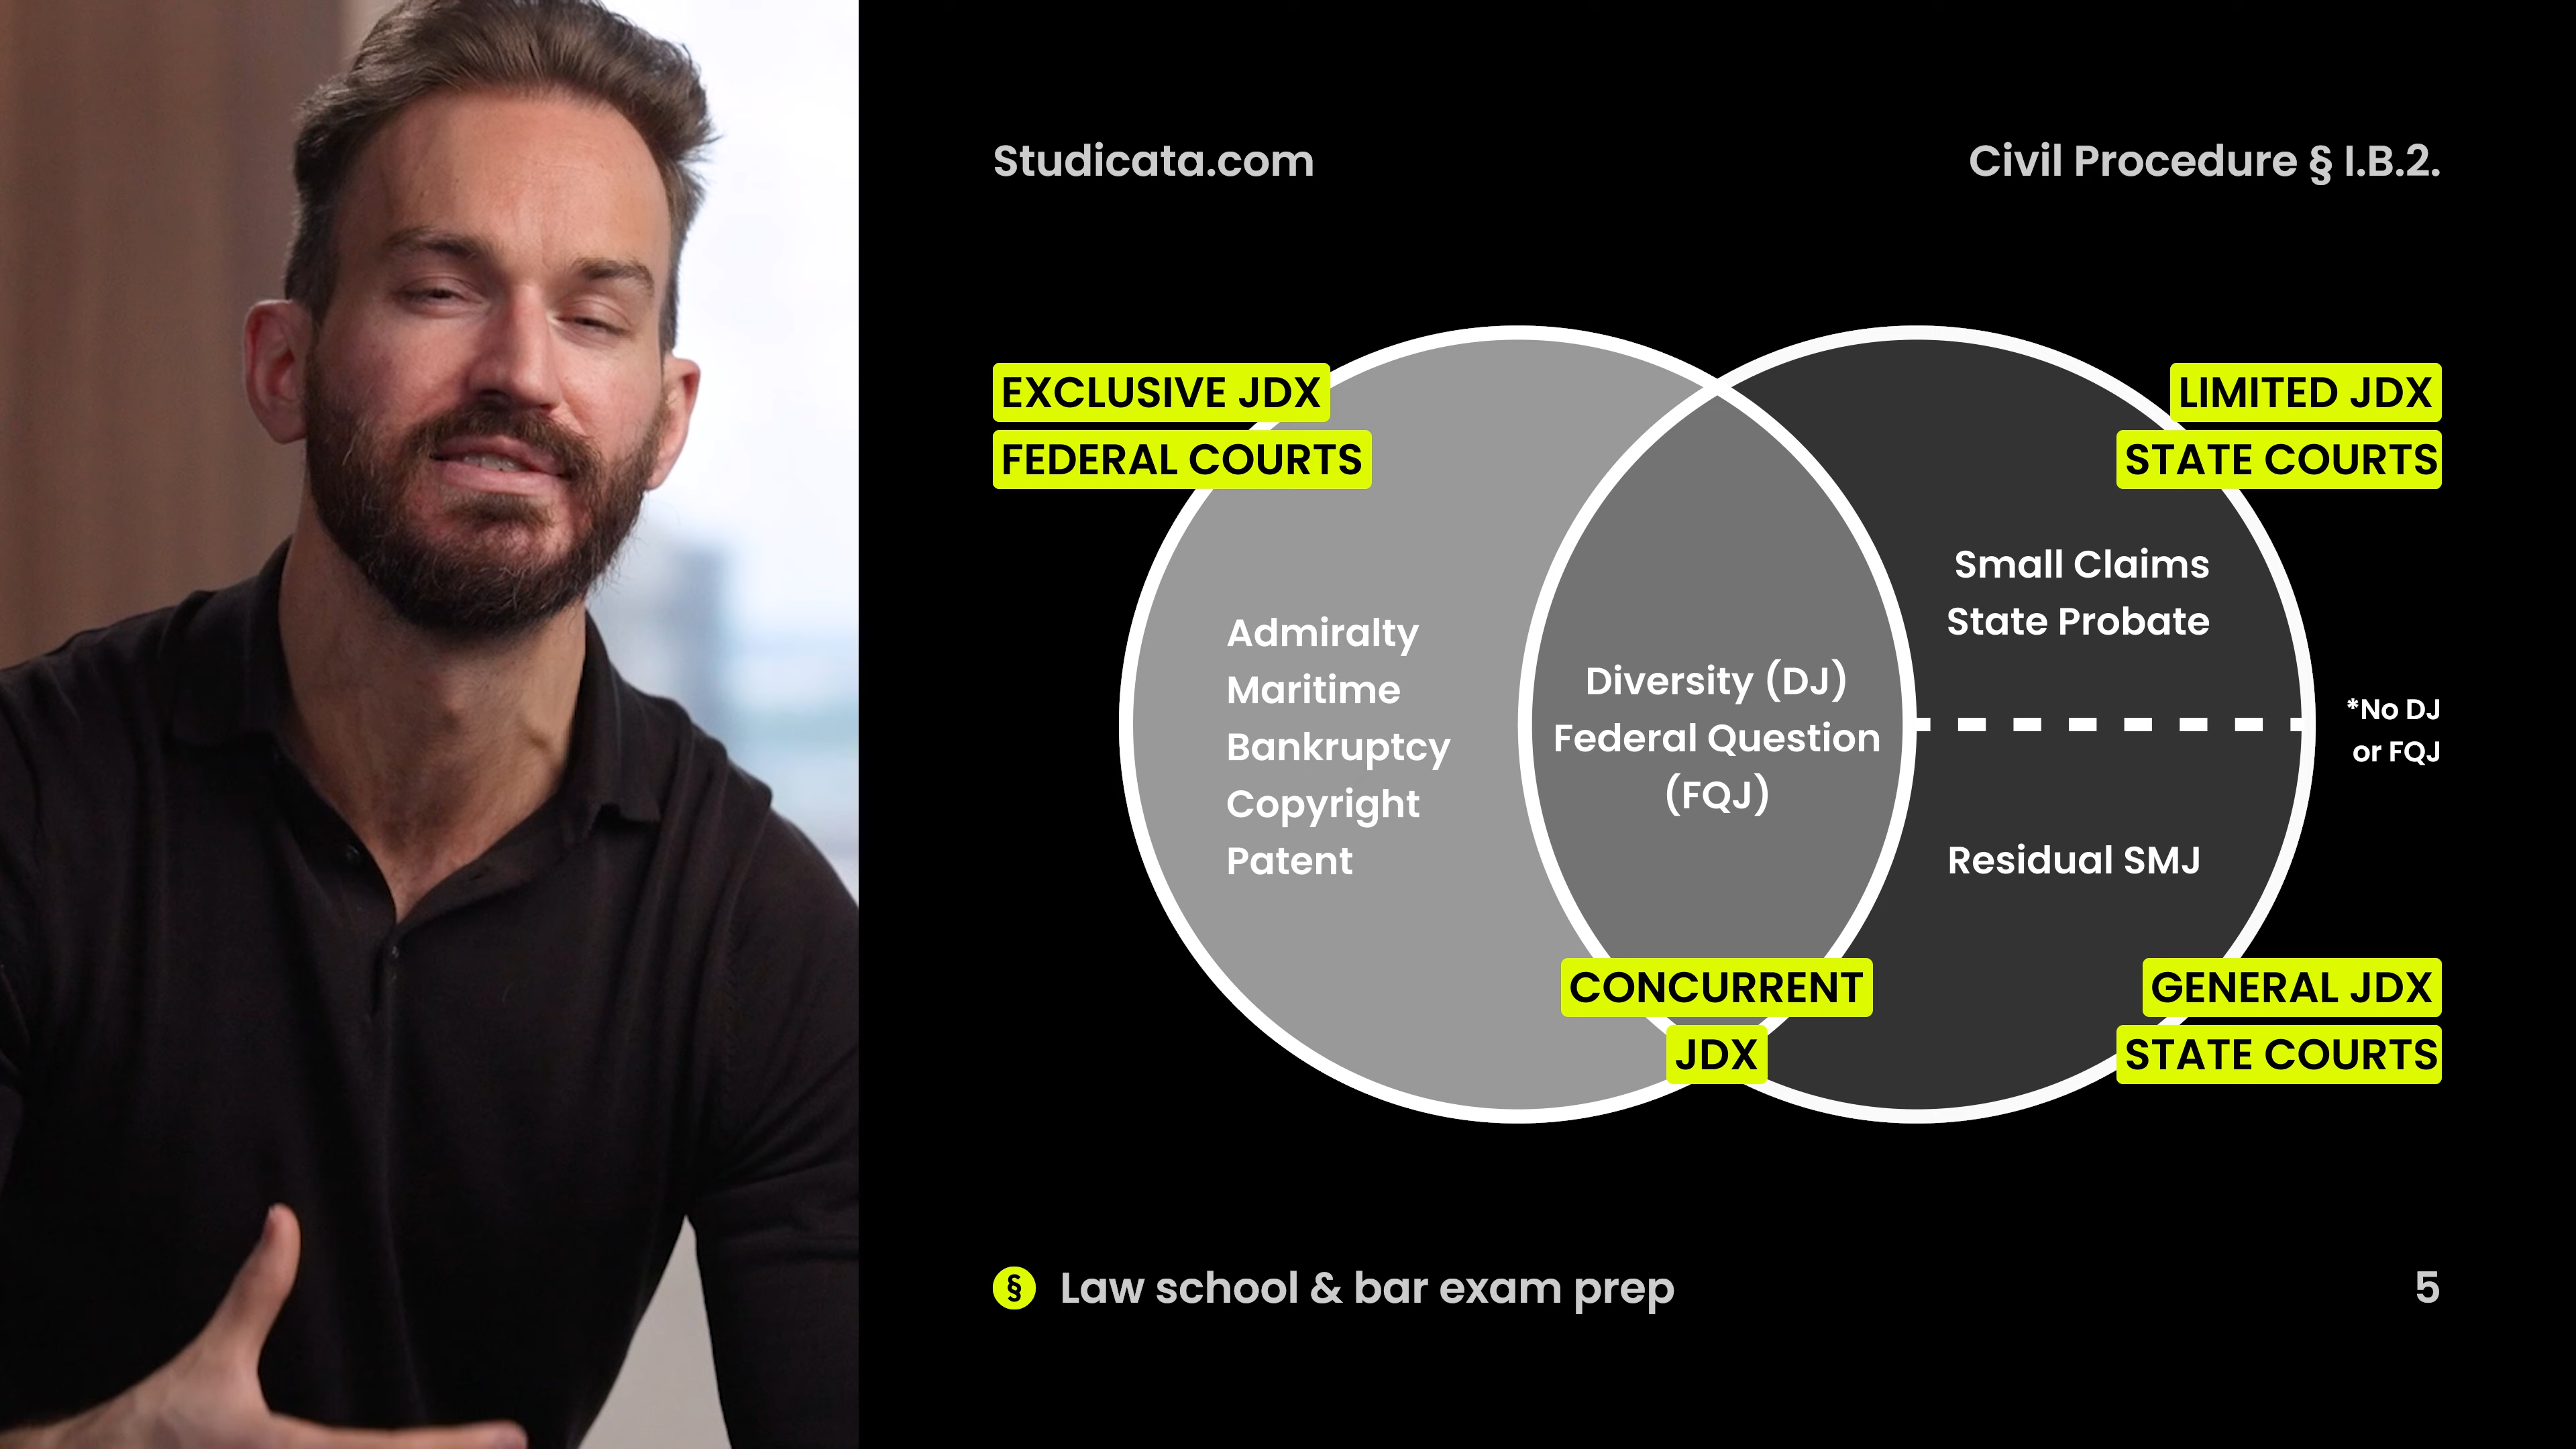 Studicata.com
Civil Procedure § I.B.2.
EXCLUSIVE JDX
FEDERAL COURTS
LIMITED JDX
STATE COURTS
Admiralty
Maritime
Bankruptcy
Copyright
Patent
Diversity (DJ)
Federal Question
(FQJ)
Small Claims
State Probate
*No DJ
or FQJ
Residual SMJ
CONCURRENT
JDX
GENERAL JDX
STATE COURTS
§ Law school & bar exam prep
5